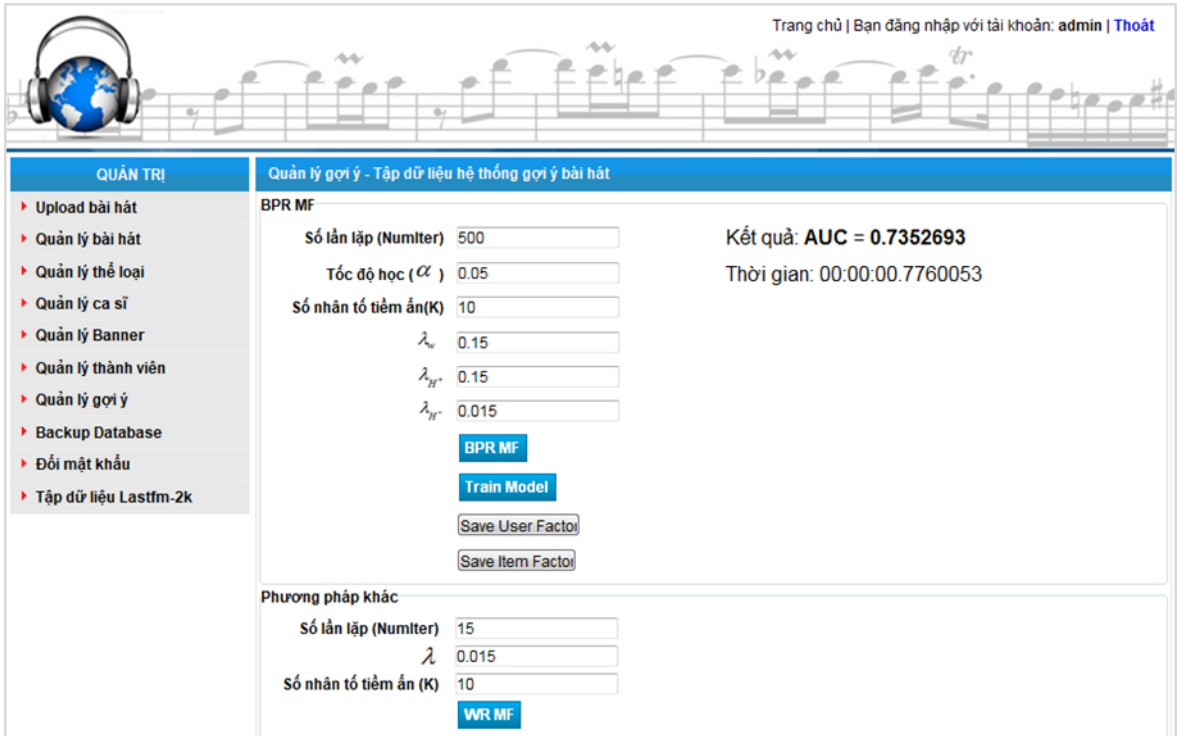 Trang chủ | Bạn đăng nhập với tài khoản: admin | Thoát
QUẢN TRỊ
Upload bài hát
Quản lý bài hát
Quản lý thể loại
Quản lý ca sĩ
Quản lý Banner
Quản lý thành viên
Quản lý gợi ý
Backup Database
Đổi mật khẩu
Tập dữ liệu Lastfm-2k
Quản lý gợi ý - Tập dữ liệu hệ thống gợi ý bài hát
BPR MF
Số lần lặp (NumIter) 500
Tốc độ học (α) 0.05
Số nhân tố tiềm ẩn(K) 10
λw 0.15
λH+ 0.15
λH- 0.015
BPR MF
Train Model
Save User Factor
Save Item Factor
Kết quả: AUC = 0.7352693
Thời gian: 00:00:00.7760053
Phương pháp khác
Số lần lặp (NumIter) 15
λ 0.015
Số nhân tố tiềm ẩn (K) 10
WR MF